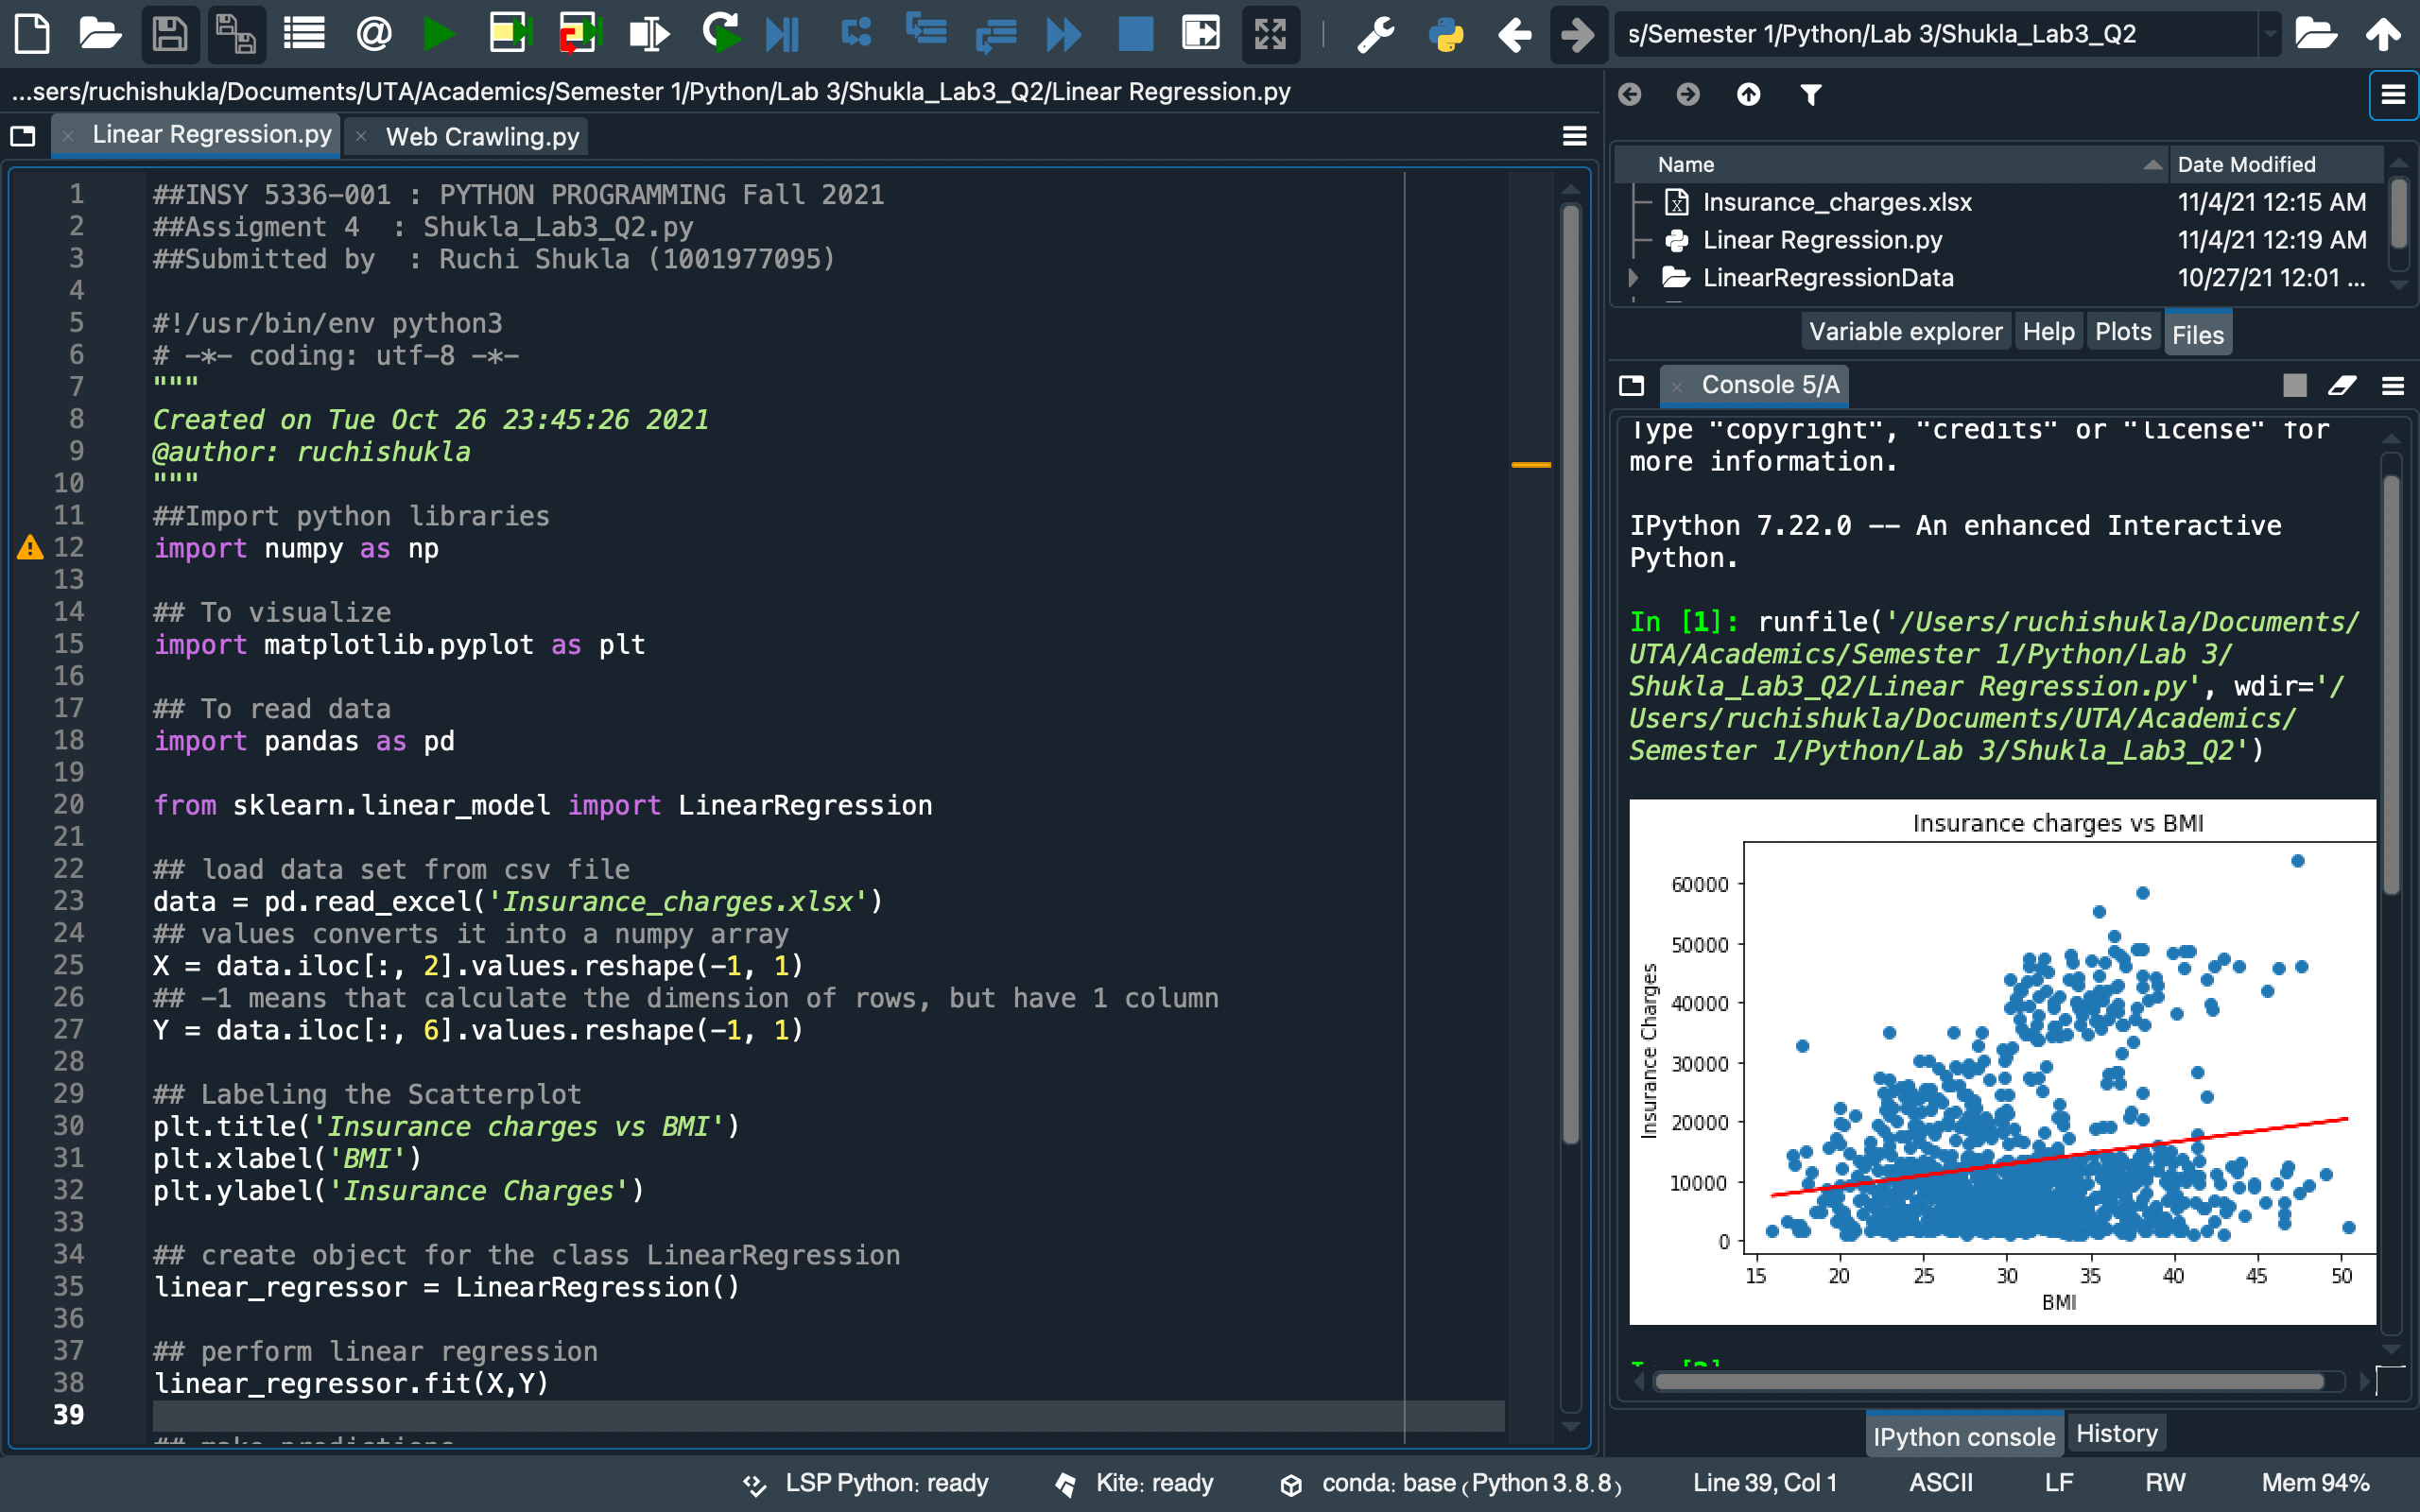 s/Semester 1/Python/Lab 3/Shukla_Lab3_Q2
...sers/ruchishukla/Documents/UTA/Academics/Semester 1/Python/Lab 3/Shukla_Lab3_Q2/Linear Regression.py
Linear Regression.py
Web Crawling.py
1 ##INSY 5336-001 : PYTHON PROGRAMMING Fall 2021
2 ##Assigment 4  : Shukla_Lab3_Q2.py
3 ##Submitted by  : Ruchi Shukla (1001977095)
4
5 #!/usr/bin/env python3
6 # -*- coding: utf-8 -*-
7 """
8 Created on Tue Oct 26 23:45:26 2021
9 @author: ruchishukla
10 """
11 ##Import python libraries
12 import numpy as np
13
14 ## To visualize
15 import matplotlib.pyplot as plt
16
17 ## To read data
18 import pandas as pd
19
20 from sklearn.linear_model import LinearRegression
21
22 ## load data set from csv file
23 data = pd.read_excel('Insurance_charges.xlsx')
24 ## values converts it into a numpy array
25 X = data.iloc[:, 2].values.reshape(-1, 1)
26 ## -1 means that calculate the dimension of rows, but have 1 column
27 Y = data.iloc[:, 6].values.reshape(-1, 1)
28
29 ## Labeling the Scatterplot
30 plt.title('Insurance charges vs BMI')
31 plt.xlabel('BMI')
32 plt.ylabel('Insurance Charges')
33
34 ## create object for the class LinearRegression
35 linear_regressor = LinearRegression()
36
37 ## perform linear regression
38 linear_regressor.fit(X,Y)
39
## make predictions
Name Date Modified
Insurance_charges.xlsx 11/4/21 12:15 AM
Linear Regression.py 11/4/21 12:19 AM
LinearRegressionData 10/27/21 12:01 ...
Variable explorer Help Plots Files
Console 5/A
Type "copyright", "credits" or "license" for
more information.
IPython 7.22.0 -- An enhanced Interactive
Python.
In [1]: runfile('/Users/ruchishukla/Documents/
UTA/Academics/Semester 1/Python/Lab 3/
Shukla_Lab3_Q2/Linear Regression.py', wdir='/
Users/ruchishukla/Documents/UTA/Academics/
Semester 1/Python/Lab 3/Shukla_Lab3_Q2')
Insurance charges vs BMI
Insurance Charges
60000
50000
40000
30000
20000
10000
0
15 20 25 30 35 40 45 50
BMI
IPython console History
LSP Python: ready Kite: ready conda: base (Python 3.8.8) Line 39, Col 1 ASCII LF RW Mem 94%